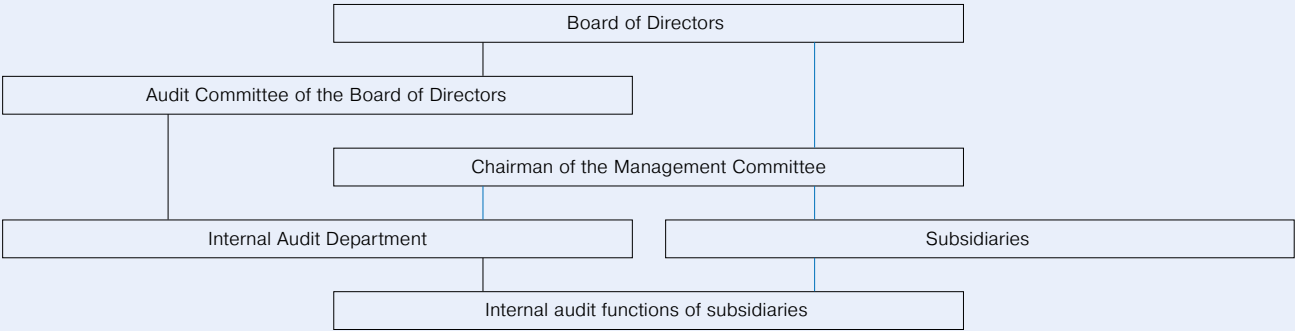 Board of Directors
Audit Committee of the Board of Directors
Chairman of the Management Committee
Internal Audit Department
Subsidiaries
Internal audit functions of subsidiaries